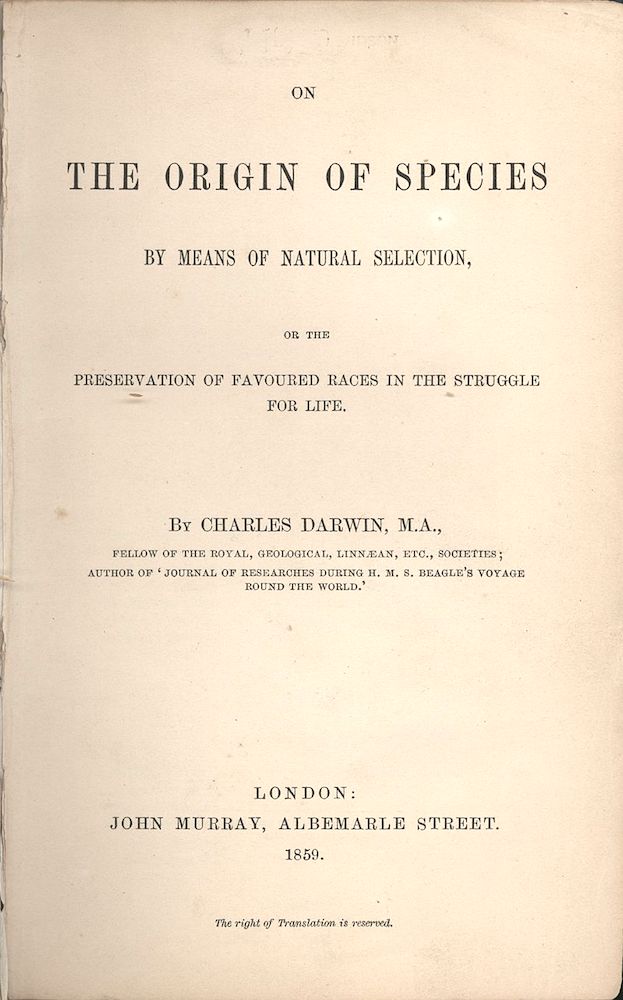 ON
THE ORIGIN OF SPECIES
BY MEANS OF NATURAL SELECTION,
OR THE
PRESERVATION OF FAVOURED RACES IN THE STRUGGLE
FOR LIFE.
By CHARLES DARWIN, M.A.,
FELLOW OF THE ROYAL, GEOLOGICAL, LINNÆAN, ETC., SOCIETIES;
AUTHOR OF ‘JOURNAL OF RESEARCHES DURING H. M. S. BEAGLE’S VOYAGE
ROUND THE WORLD.’
LONDON:
JOHN MURRAY, ALBEMARLE STREET.
1859.
The right of Translation is reserved.